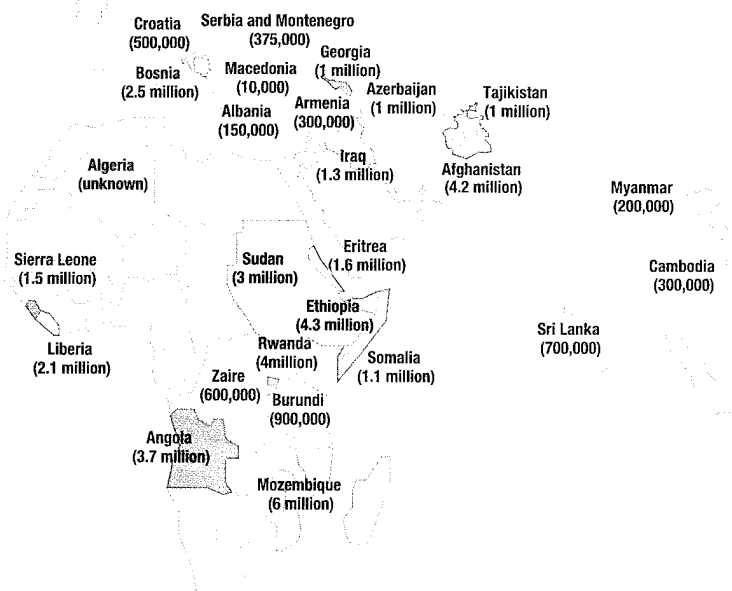 Croatia
(500,000)
Serbia and Montenegro
(375,000)
Georgia
(1 million)
Bosnia
(2.5 million)
Macedonia
(10,000)
Azerbaijan
(1 million)
Tajikistan
(1 million)
Albania
(150,000)
Armenia
(300,000)
Algeria
(unknown)
Iraq
(1.3 million)
Afghanistan
(4.2 million)
Myanmar
(200,000)
Sierra Leone
(1.5 million)
Sudan
(3 million)
Eritrea
(1.6 million)
Cambodia
(300,000)
Ethiopia
(4.3 million)
Liberia
(2.1 million)
Rwanda
(4million)
Somalia
(1.1 million)
Sri Lanka
(700,000)
Zaire
(600,000)
Burundi
(900,000)
Angola
(3.7 million)
Mozembique
(6 million)